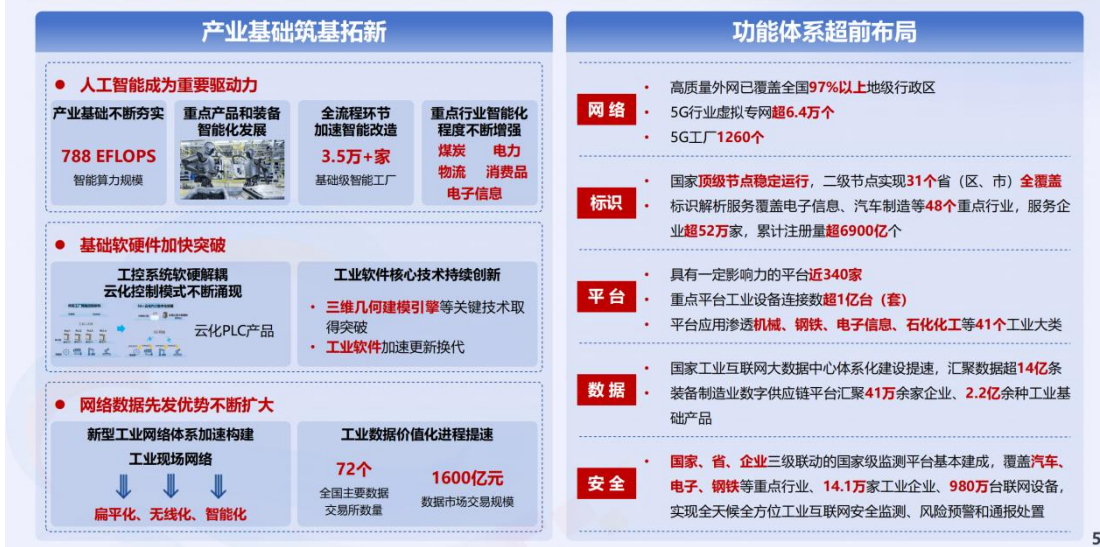 产业基础筑基拓新
人工智能成为重要驱动力
产业基础不断夯实
788 EFLOPS
智能算力规模
重点产品和装备
智能化发展
全流程环节
加速智能改造
3.5万+家
基础级智能工厂
重点行业智能化
程度不断增强
煤炭 电力
物流 消费品
电子信息
基础软硬件加快突破
工控系统软硬解耦
云化控制模式不断涌现
云化PLC产品
工业软件核心技术持续创新
• 三维几何建模引擎等关键技术取
得突破
• 工业软件加速更新换代
网络数据先发优势不断扩大
新型工业网络体系加速构建
工业现场网络
扁平化、无线化、智能化
工业数据价值化进程提速
72个
全国主要数据
交易所数量
1600亿元
数据市场交易规模
功能体系超前布局
网络
• 高质量外网已覆盖全国97%以上地级行政区
• 5G行业虚拟专网超6.4万个
• 5G工厂1260个
标识
• 国家顶级节点稳定运行，二级节点实现31个省（区、市）全覆盖
• 标识解析服务覆盖电子信息、汽车制造等48个重点行业，服务企
业超52万家，累计注册量超6900亿个
平台
• 具有一定影响力的平台近340家
• 重点平台工业设备连接数超1亿台（套）
• 平台应用渗透机械、钢铁、电子信息、石化化工等41个工业大类
数据
• 国家工业互联网大数据中心体系化建设提速，汇聚数据超14亿条
• 装备制造业数字供应链平台汇聚41万余家企业、2.2亿余种工业基
础产品
安全
• 国家、省、企业三级联动的国家级监测平台基本建成，覆盖汽车、
电子、钢铁等重点行业、14.1万家工业企业、980万台联网设备，
实现全天候全方位工业互联网安全监测、风险预警和通报处置
5